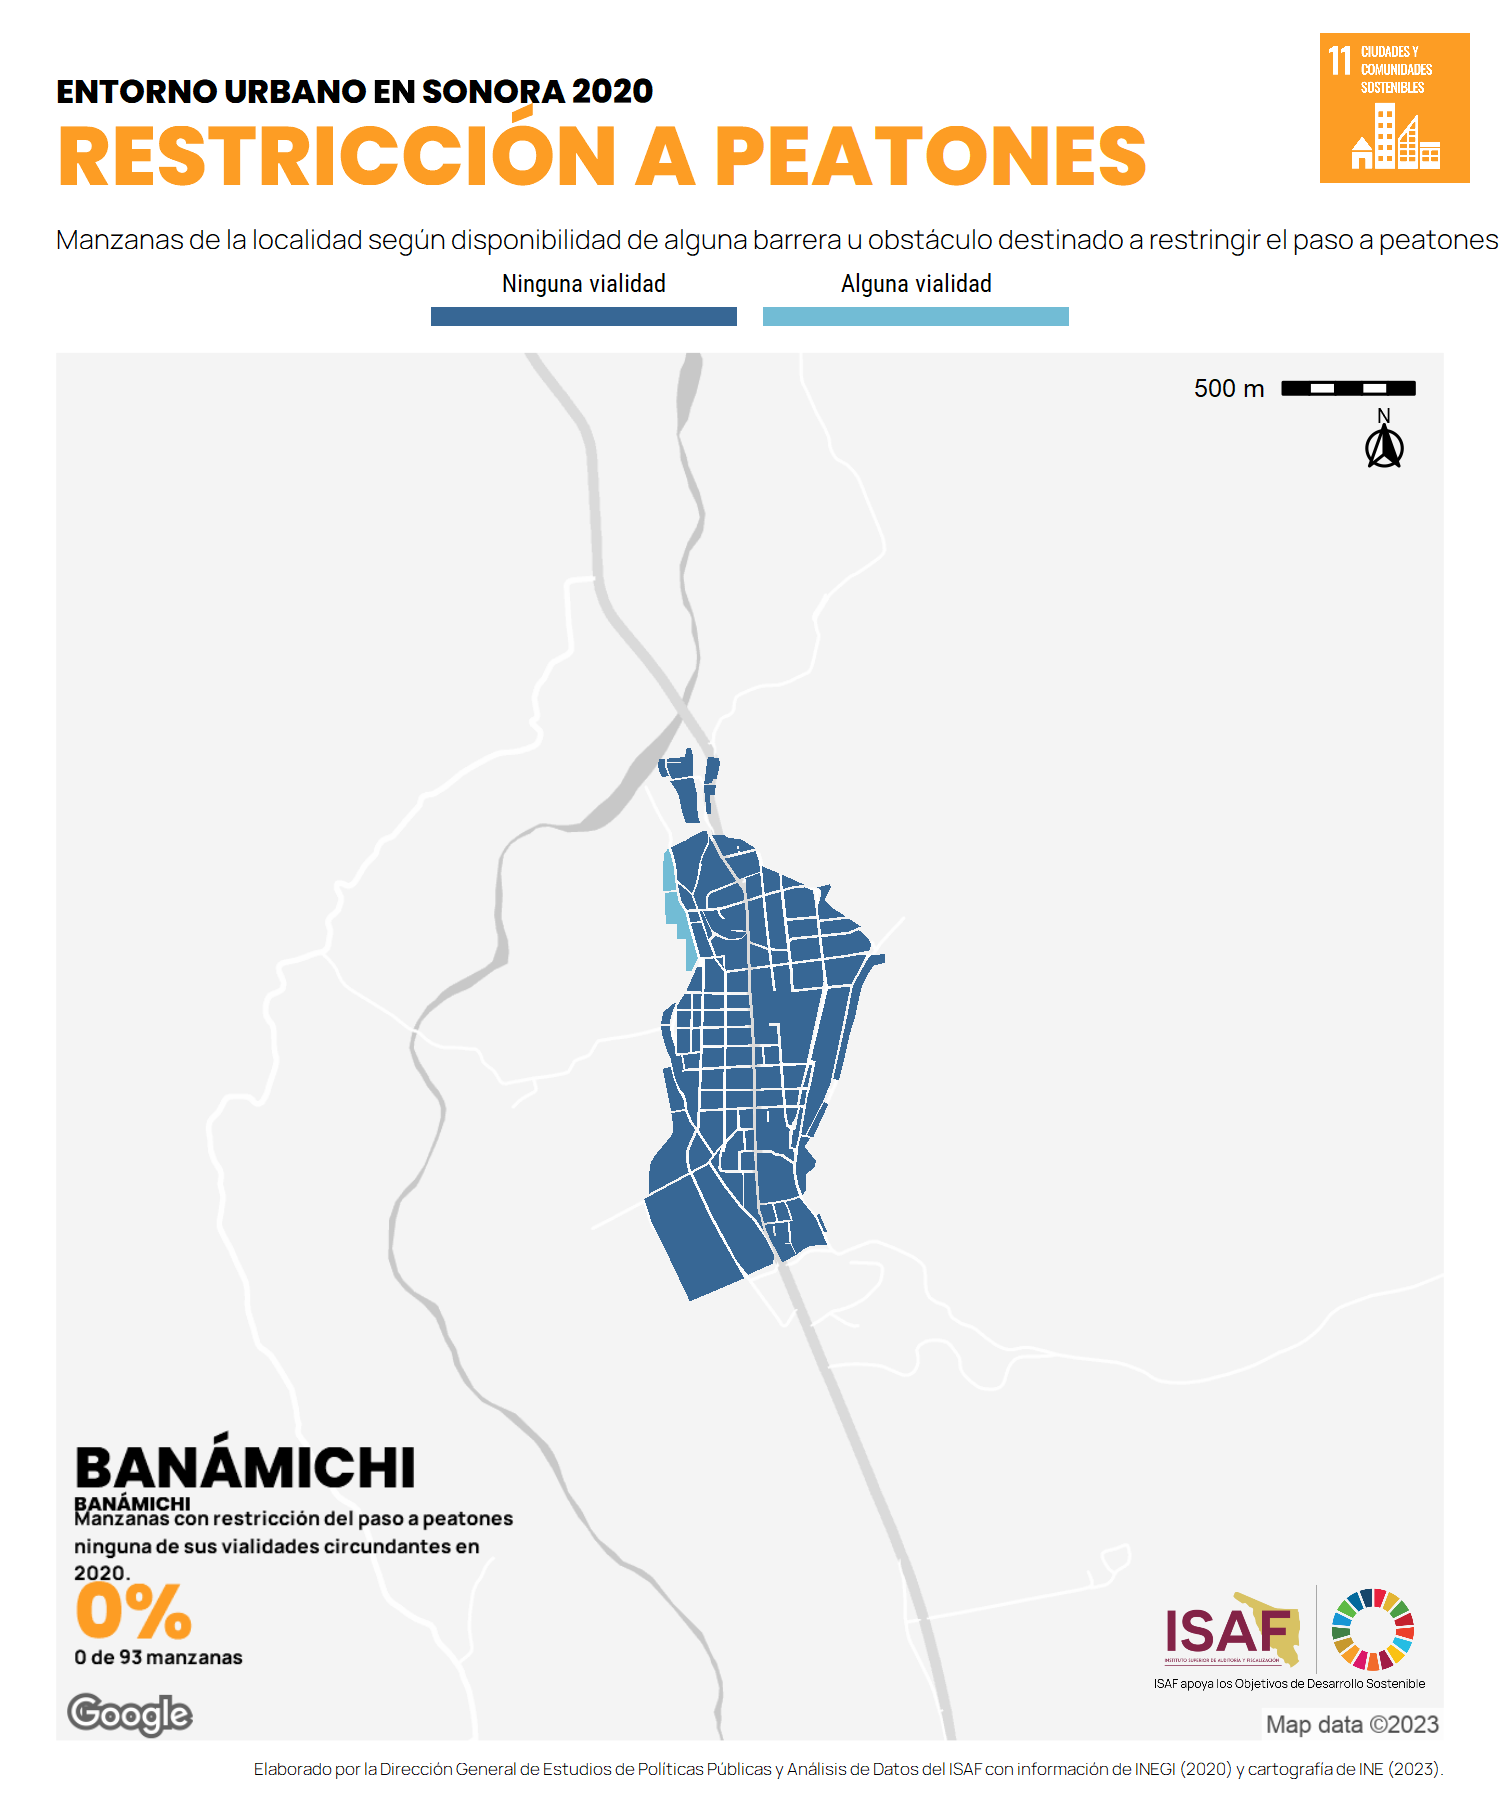 ENTORNO URBANO EN SONORA 2020
RESTRICCIÓN A PEATONES
11 CIUDADES Y
COMUNIDADES
SOSTENIBLES
Manzanas de la localidad según disponibilidad de alguna barrera u obstáculo destinado a restringir el paso a peatones
Ninguna vialidad
Alguna vialidad
500 m
N
BANÁMICHI
BANÁMICHI
Manzanas con restricción del paso a peatones
ninguna de sus vialidades circundantes en
2020.
0%
0 de 93 manzanas
Google
ISAF
INSTITUTO SUPERIOR DE AUDITORÍA Y FISCALIZACIÓN
ISAF apoya los Objetivos de Desarrollo Sostenible
Map data ©2023
Elaborado por la Dirección General de Estudios de Políticas Públicas y Análisis de Datos del ISAF con información de INEGI (2020) y cartografía de INE (2023).